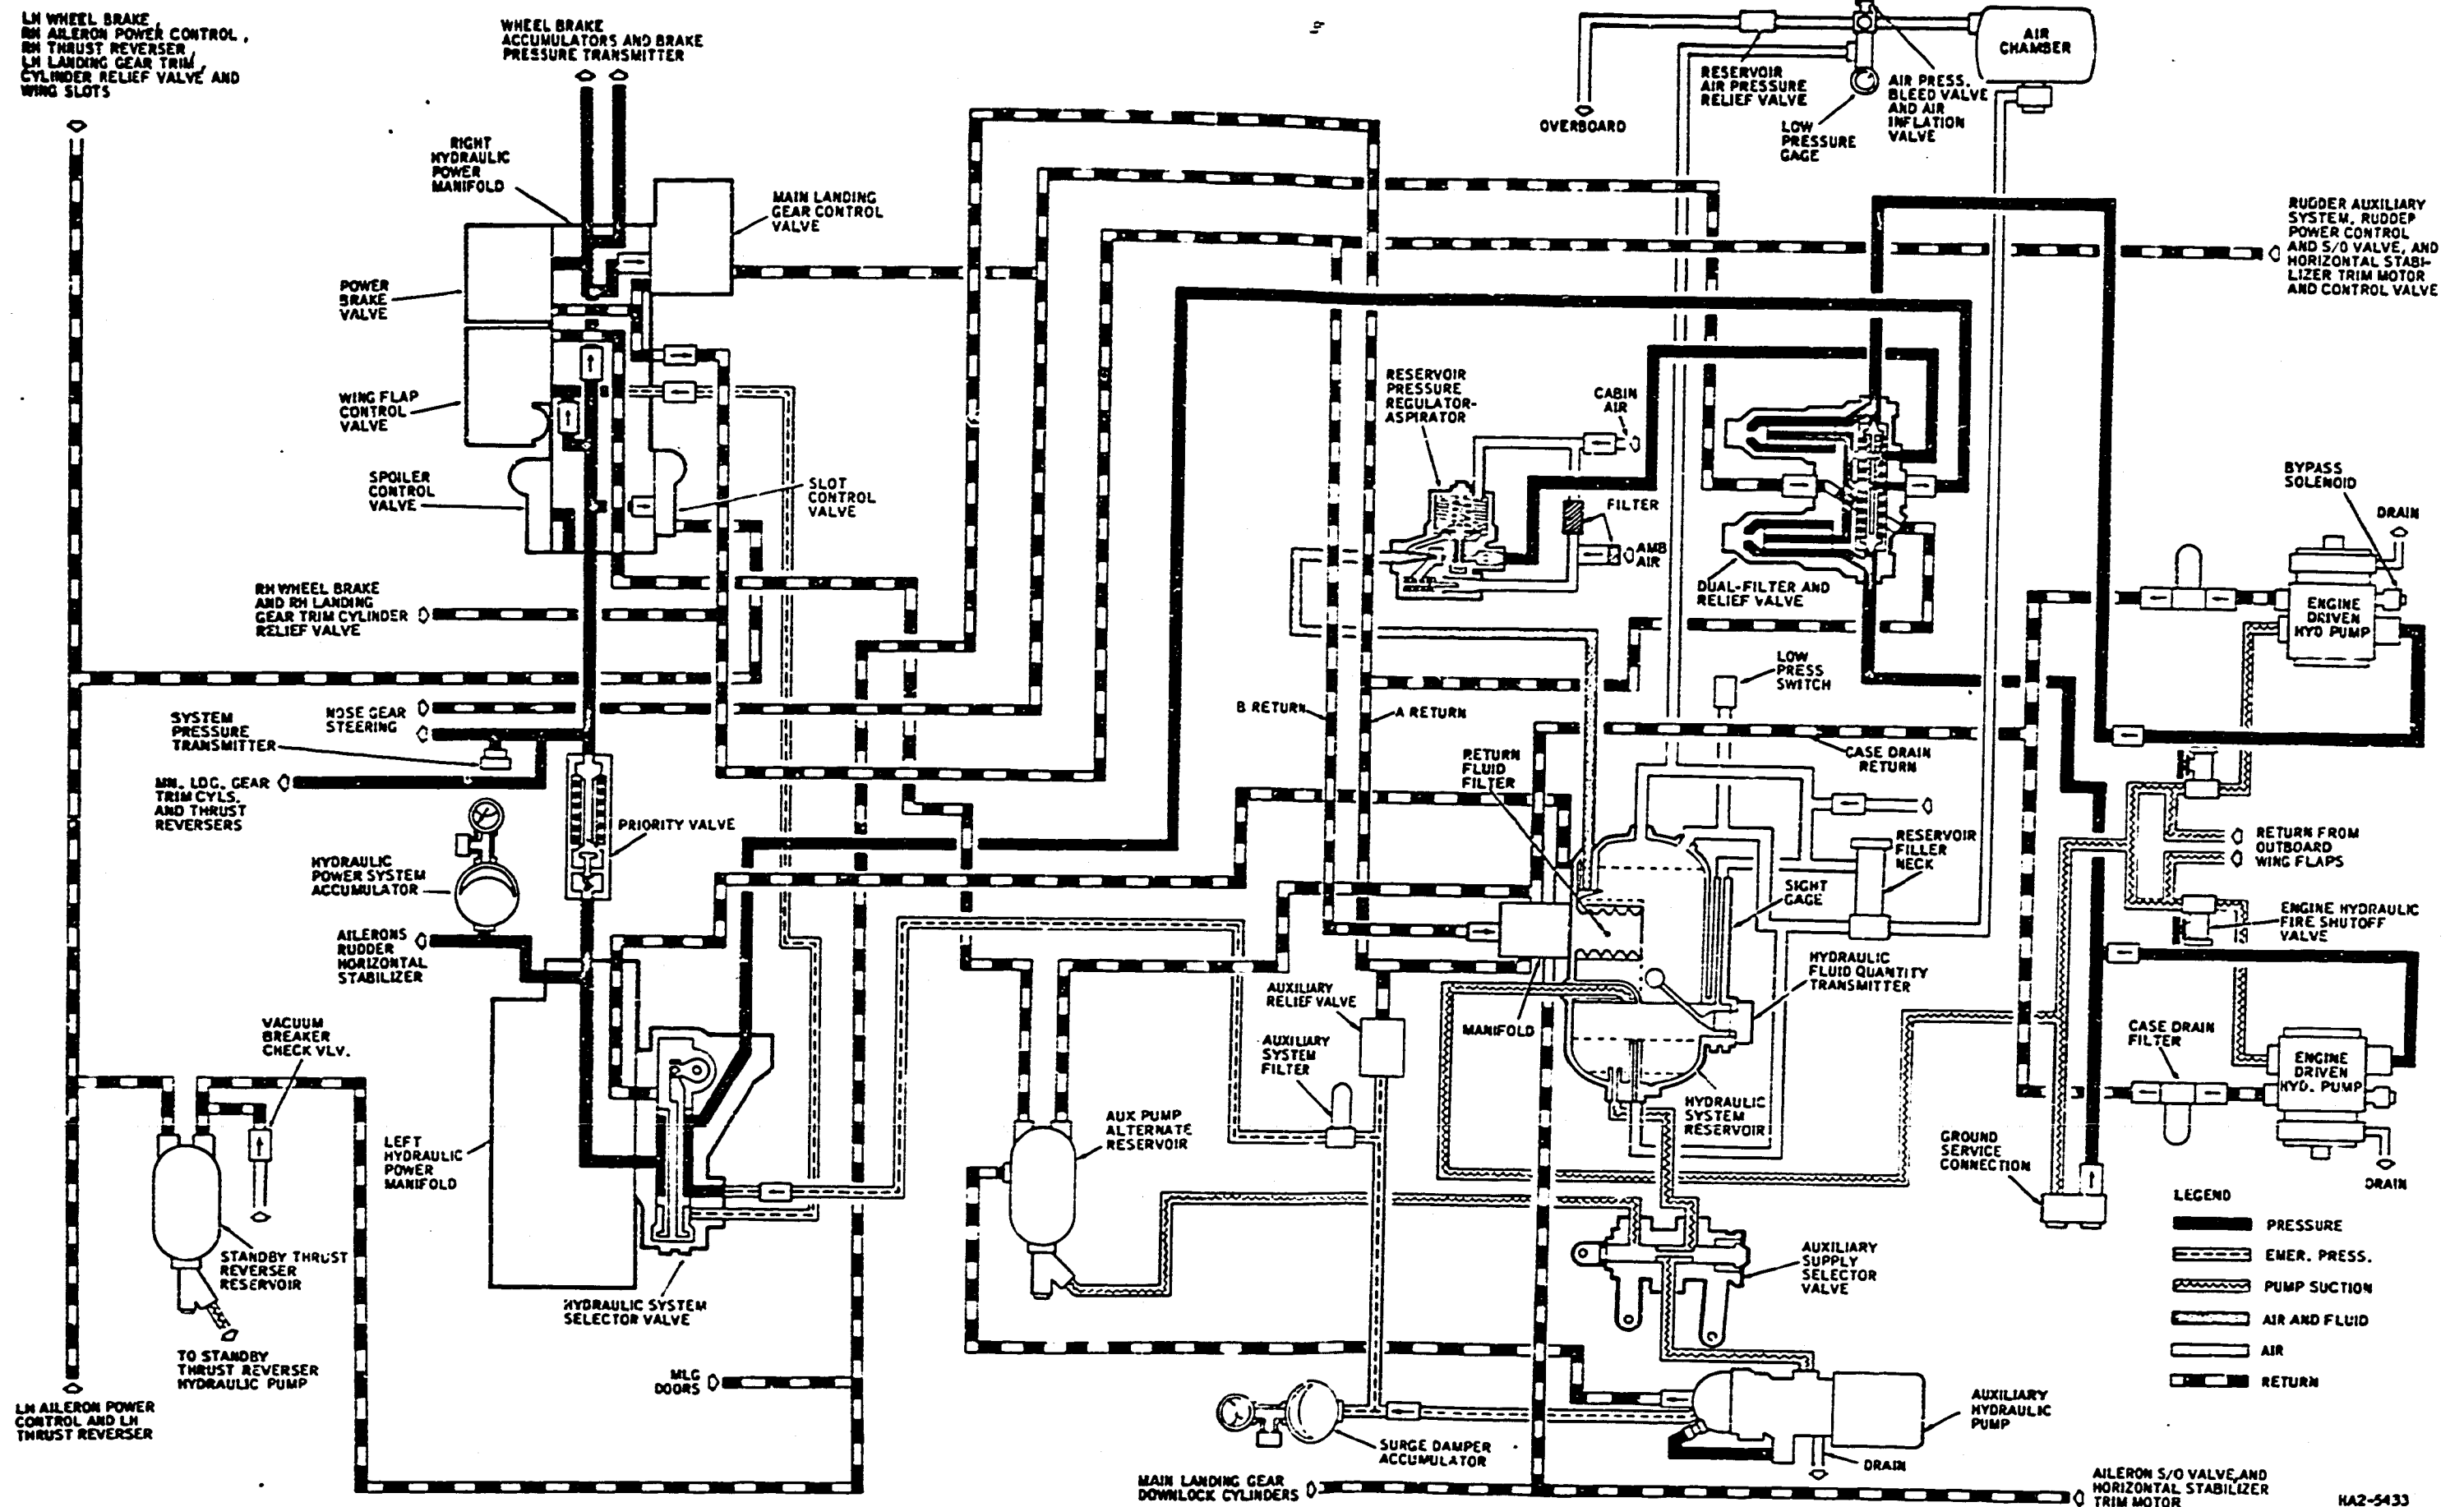 LH WHEEL BRAKE,
RH AILERON POWER CONTROL,
RH THRUST REVERSER,
LH LANDING GEAR TRIM,
CYLINDER RELIEF VALVE AND
WING SLOTS
WHEEL BRAKE
ACCUMULATORS AND BRAKE
PRESSURE TRANSMITTER
RIGHT
HYDRAULIC
POWER
MANIFOLD
MAIN LANDING
GEAR CONTROL
VALVE
POWER
BRAKE
VALVE
WING FLAP
CONTROL
VALVE
SPOILER
CONTROL
VALVE
SLOT
CONTROL
VALVE
RH WHEEL BRAKE
AND RH LANDING
GEAR TRIM CYLINDER
RELIEF VALVE
NOSE GEAR
STEERING
SYSTEM
PRESSURE
TRANSMITTER
MN. LDG. GEAR
TRIM CYLS.
AND THRUST
REVERSERS
PRIORITY VALVE
HYDRAULIC
POWER SYSTEM
ACCUMULATOR
AILERONS
RUDDER
HORIZONTAL
STABILIZER
VACUUM
BREAKER
CHECK VLV.
LEFT
HYDRAULIC
POWER
MANIFOLD
STANDBY THRUST
REVERSER
RESERVOIR
HYDRAULIC SYSTEM
SELECTOR VALVE
TO STANDBY
THRUST REVERSER
HYDRAULIC PUMP
LH AILERON POWER
CONTROL AND LH
THRUST REVERSER
MLG
DOORS
OVERBOARD
RESERVOIR
AIR PRESSURE
RELIEF VALVE
LOW
PRESSURE
GAGE
AIR PRESS.
BLEED VALVE
AND AIR
INFLATION
VALVE
AIR
CHAMBER
RUDDER AUXILIARY
SYSTEM, RUDDER
POWER CONTROL
AND S/O VALVE, AND
HORIZONTAL STABI-
LIZER TRIM MOTOR
AND CONTROL VALVE
RESERVOIR
PRESSURE
REGULATOR-
ASPIRATOR
CABIN
AIR
FILTER
AMB
AIR
DUAL-FILTER AND
RELIEF VALVE
BYPASS
SOLENOID
DRAIN
ENGINE
DRIVEN
HYD PUMP
LOW
PRESS
SWITCH
B RETURN
A RETURN
CASE DRAIN
RETURN
RETURN
FLUID
FILTER
RESERVOIR
FILLER
NECK
SIGHT
GAGE
RETURN FROM
OUTBOARD
WING FLAPS
ENGINE HYDRAULIC
FIRE SHUTOFF
VALVE
HYDRAULIC
FLUID QUANTITY
TRANSMITTER
AUXILIARY
RELIEF VALVE
MANIFOLD
AUXILIARY
SYSTEM
FILTER
CASE DRAIN
FILTER
ENGINE
DRIVEN
HYD. PUMP
AUX PUMP
ALTERNATE
RESERVOIR
HYDRAULIC
SYSTEM
RESERVOIR
GROUND
SERVICE
CONNECTION
DRAIN
AUXILIARY
SUPPLY
SELECTOR
VALVE
AUXILIARY
HYDRAULIC
PUMP
SURGE DAMPER
ACCUMULATOR
DRAIN
MAIN LANDING GEAR
DOWNLOCK CYLINDERS
AILERON S/O VALVE, AND
HORIZONTAL STABILIZER
TRIM MOTOR
LEGEND
PRESSURE
EMER. PRESS.
PUMP SUCTION
AIR AND FLUID
AIR
RETURN
HA2-5433